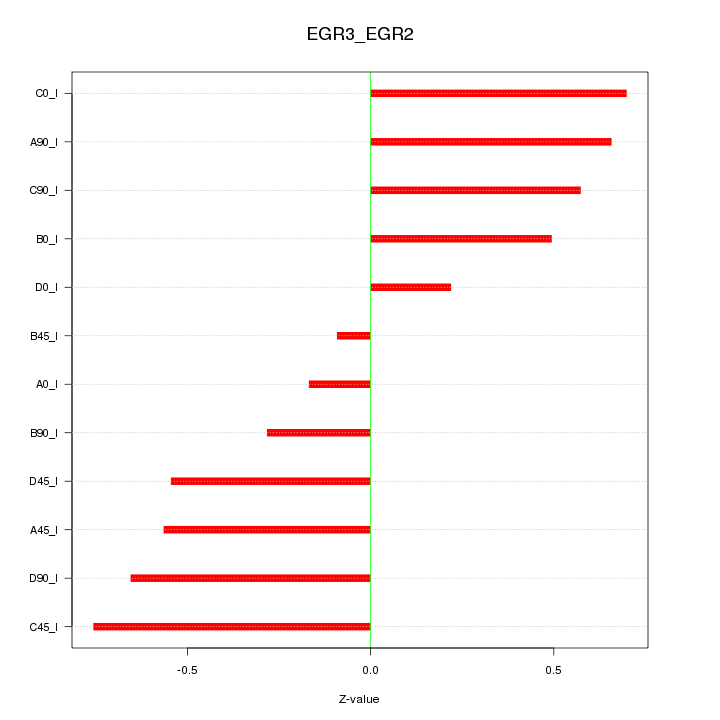 EGR3_EGR2
C0_I
A90_I
C90_I
B0_I
D0_I
B45_I
A0_I
B90_I
D45_I
A45_I
D90_I
C45_I
-0.5 0.0 0.5
Z-value